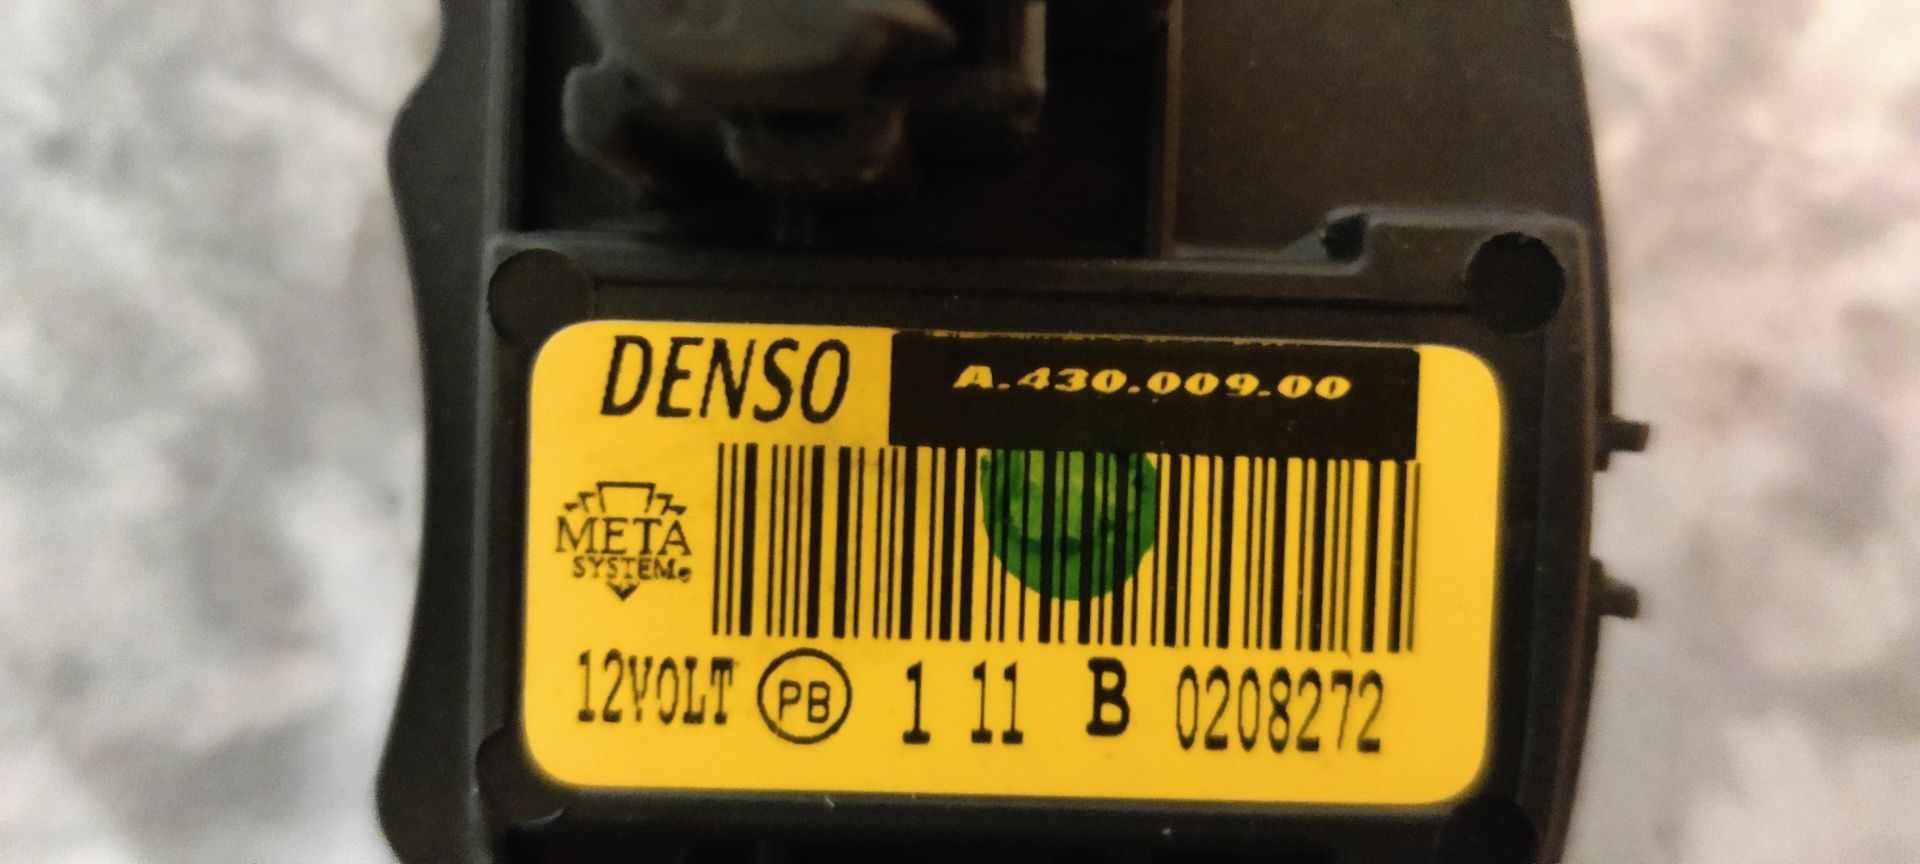 DENSO A.430.009.00
META
SYSTEM
12VOLT PB 1 11 B 0208272